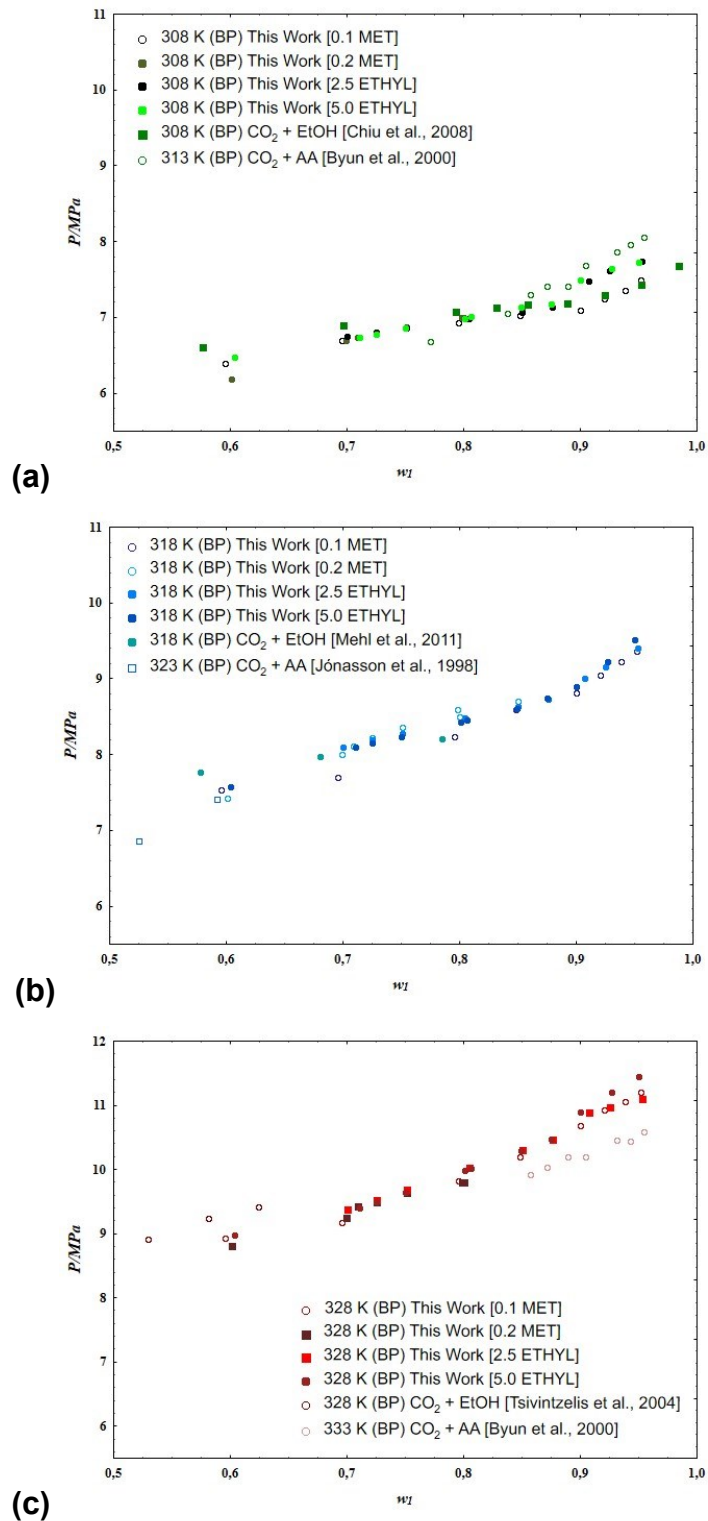 11
308 K (BP) This Work [0.1 MET]
308 K (BP) This Work [0.2 MET]
10
308 K (BP) This Work [2.5 ETHYL]
308 K (BP) This Work [5.0 ETHYL]
308 K (BP) CO2 + EtOH [Chiu et al., 2008]
9
313 K (BP) CO2 + AA [Byun et al., 2000]
P/MPa
8
7
6
0,5 0,6 0,7 0,8 0,9 1,0
w1
(a)
11
318 K (BP) This Work [0.1 MET]
318 K (BP) This Work [0.2 MET]
318 K (BP) This Work [2.5 ETHYL]
10
318 K (BP) This Work [5.0 ETHYL]
318 K (BP) CO2 + EtOH [Mehl et al., 2011]
323 K (BP) CO2 + AA [Jónasson et al., 1998]
9
P/MPa
8
7
6
0,5 0,6 0,7 0,8 0,9 1,0
w1
(b)
12
11
10
P/MPa
9
8
328 K (BP) This Work [0.1 MET]
328 K (BP) This Work [0.2 MET]
328 K (BP) This Work [2.5 ETHYL]
7
328 K (BP) This Work [5.0 ETHYL]
328 K (BP) CO2 + EtOH [Tsivintzelis et al., 2004]
333 K (BP) CO2 + AA [Byun et al., 2000]
6
0,5 0,6 0,7 0,8 0,9 1,0
w1
(c)